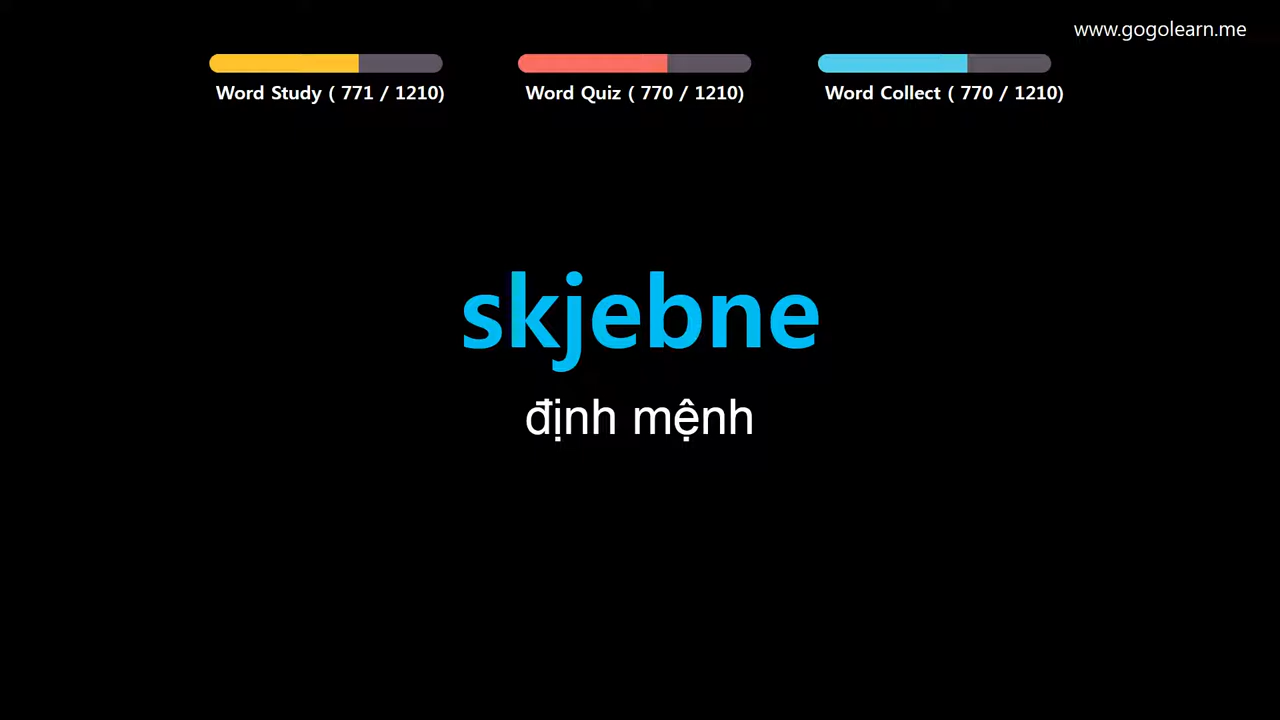 www.gogolearn.me
Word Study ( 771 / 1210)
Word Quiz ( 770 / 1210)
Word Collect ( 770 / 1210)
skjebne
định mệnh